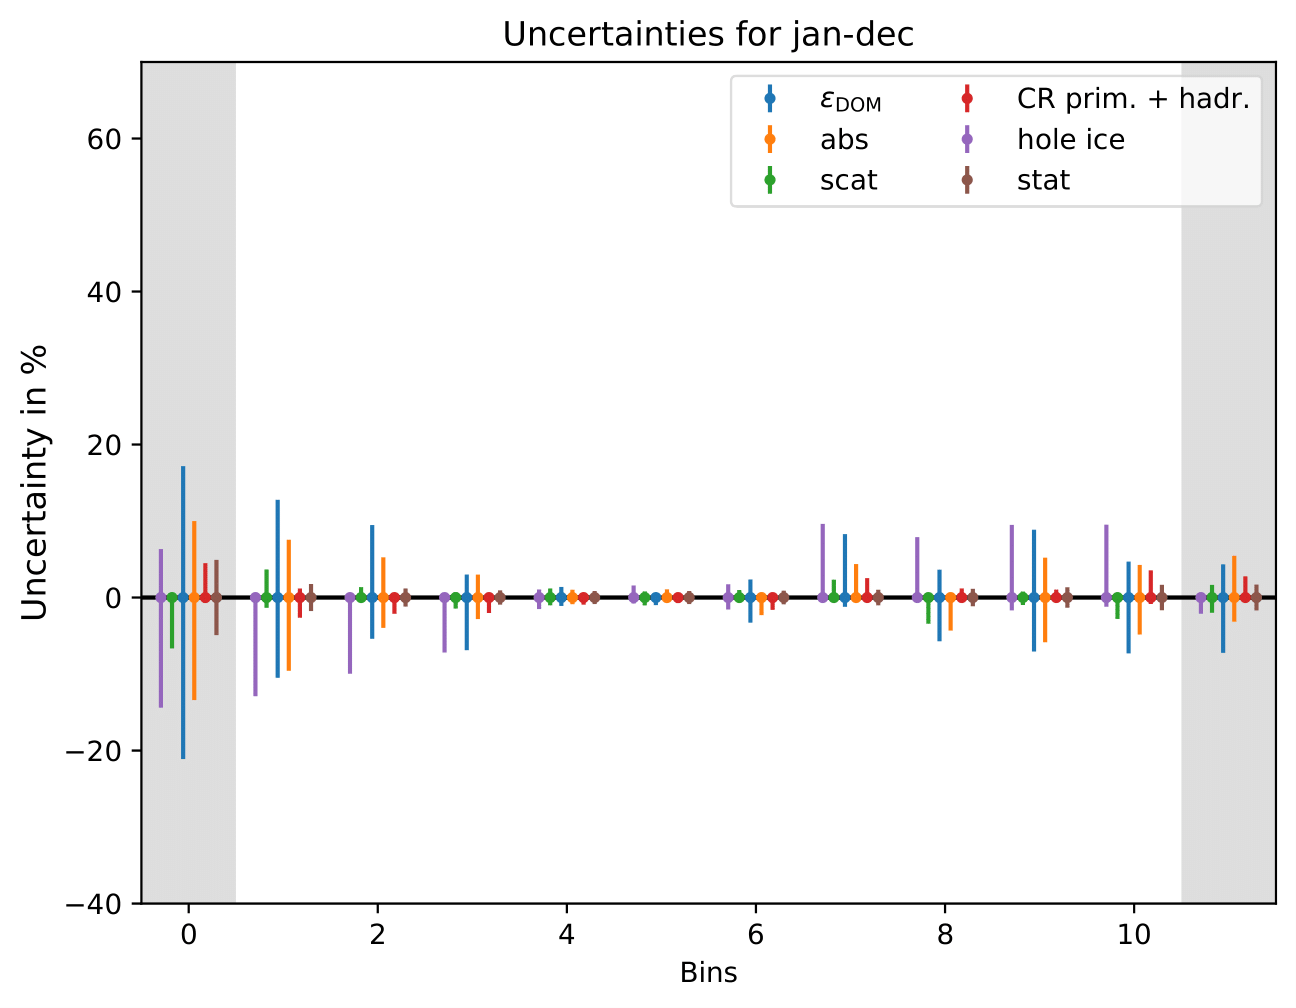 Uncertainties for jan-dec
εDOM
abs
scat
CR prim. + hadr.
hole ice
stat
Uncertainty in %
60
40
20
0
−20
−40
0 2 4 6 8 10
Bins